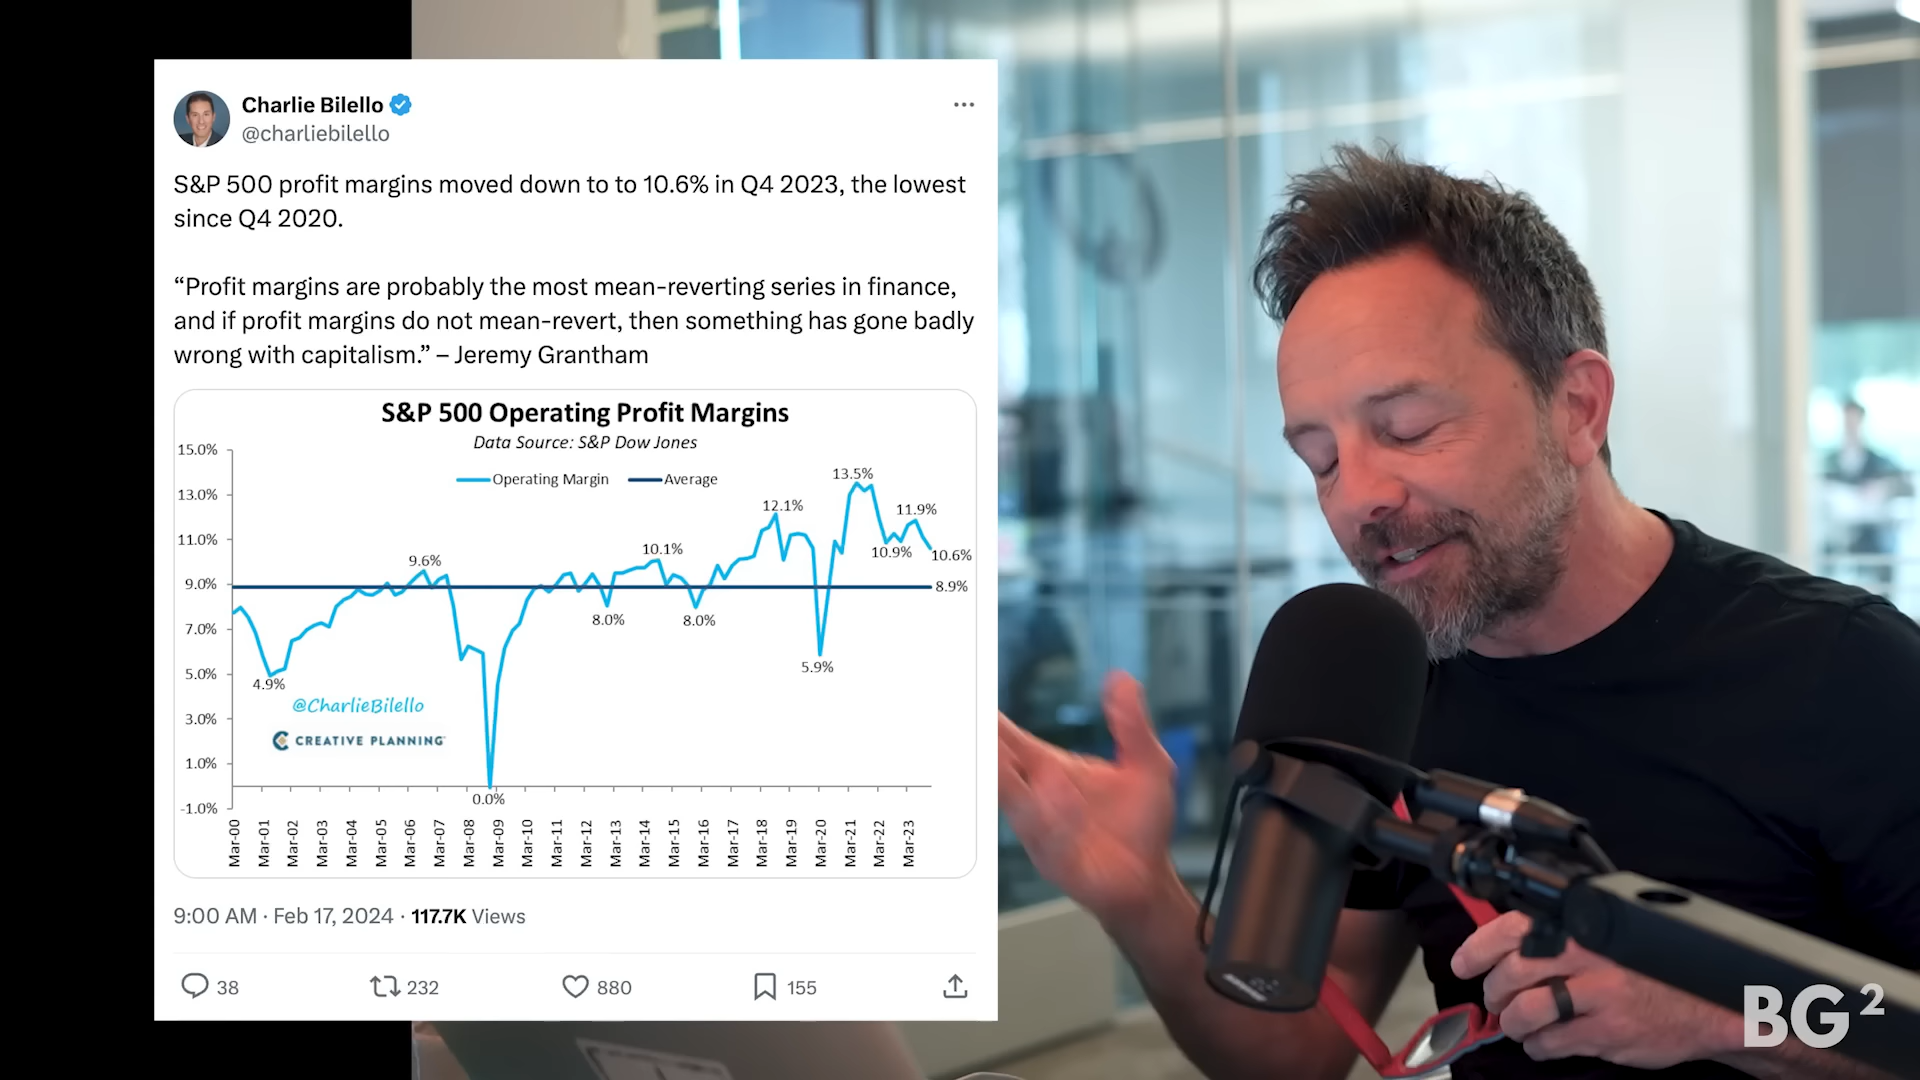 Charlie Bilello
@charliebilello
S&P 500 profit margins moved down to to 10.6% in Q4 2023, the lowest
since Q4 2020.
“Profit margins are probably the most mean-reverting series in finance,
and if profit margins do not mean-revert, then something has gone badly
wrong with capitalism.” – Jeremy Grantham
S&P 500 Operating Profit Margins
Data Source: S&P Dow Jones
Operating Margin
Average
15.0%
13.0%
11.0%
9.0%
7.0%
5.0%
3.0%
1.0%
-1.0%
4.9%
9.6%
0.0%
8.0%
10.1%
8.0%
12.1%
5.9%
13.5%
10.9%
11.9%
10.6%
8.9%
@CharlieBilello
CREATIVE PLANNING
Mar-00
Mar-01
Mar-02
Mar-03
Mar-04
Mar-05
Mar-06
Mar-07
Mar-08
Mar-09
Mar-10
Mar-11
Mar-12
Mar-13
Mar-14
Mar-15
Mar-16
Mar-17
Mar-18
Mar-19
Mar-20
Mar-21
Mar-22
Mar-23
9:00 AM · Feb 17, 2024 · 117.7K Views
38
232
880
155
BG2